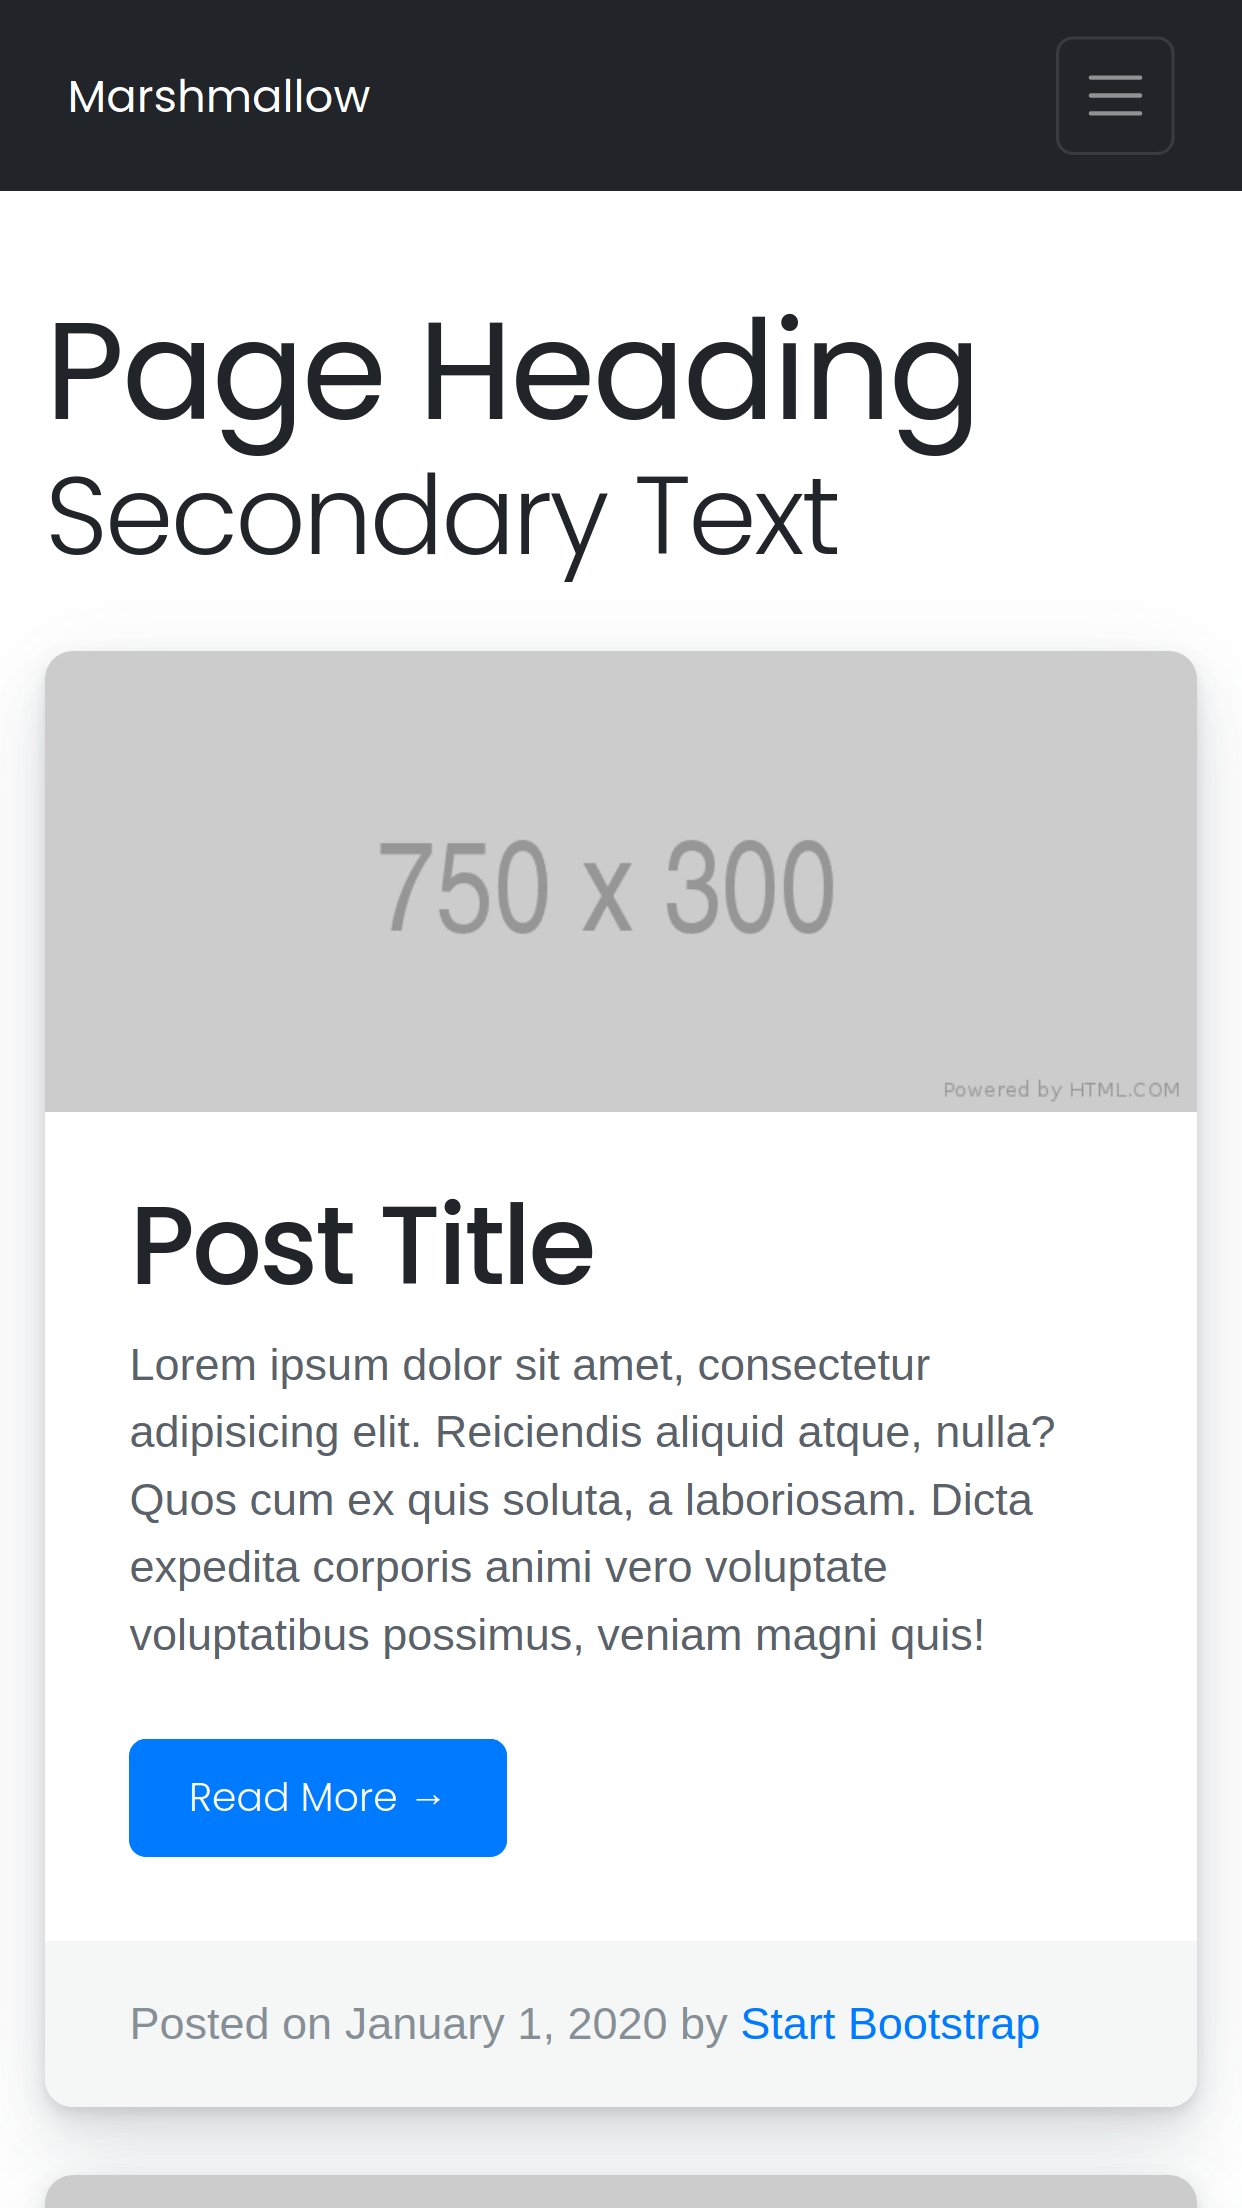 Marshmallow
Page Heading
Secondary Text
750 x 300
Powered by HTML.COM
Post Title
Lorem ipsum dolor sit amet, consectetur
adipisicing elit. Reiciendis aliquid atque, nulla?
Quos cum ex quis soluta, a laboriosam. Dicta
expedita corporis animi vero voluptate
voluptatibus possimus, veniam magni quis!
Read More →
Posted on January 1, 2020 by Start Bootstrap